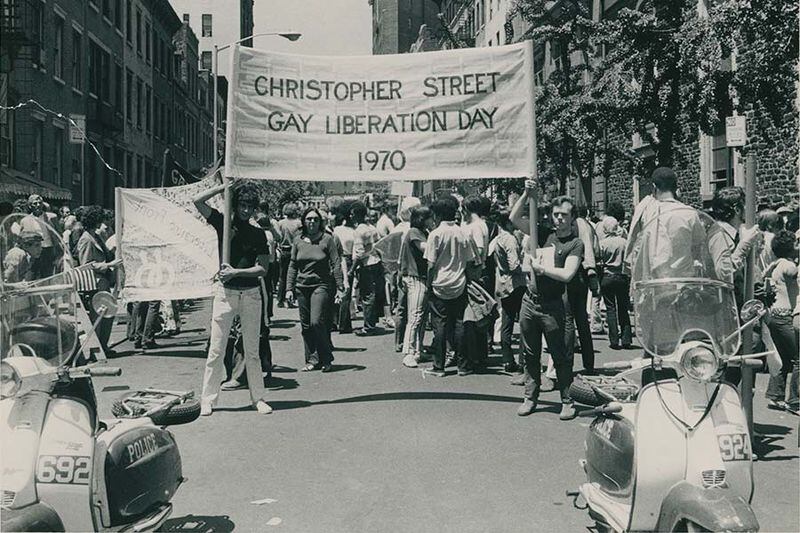 CHRISTOPHER STREET
GAY LIBERATION DAY
1970
POLICE
692
924